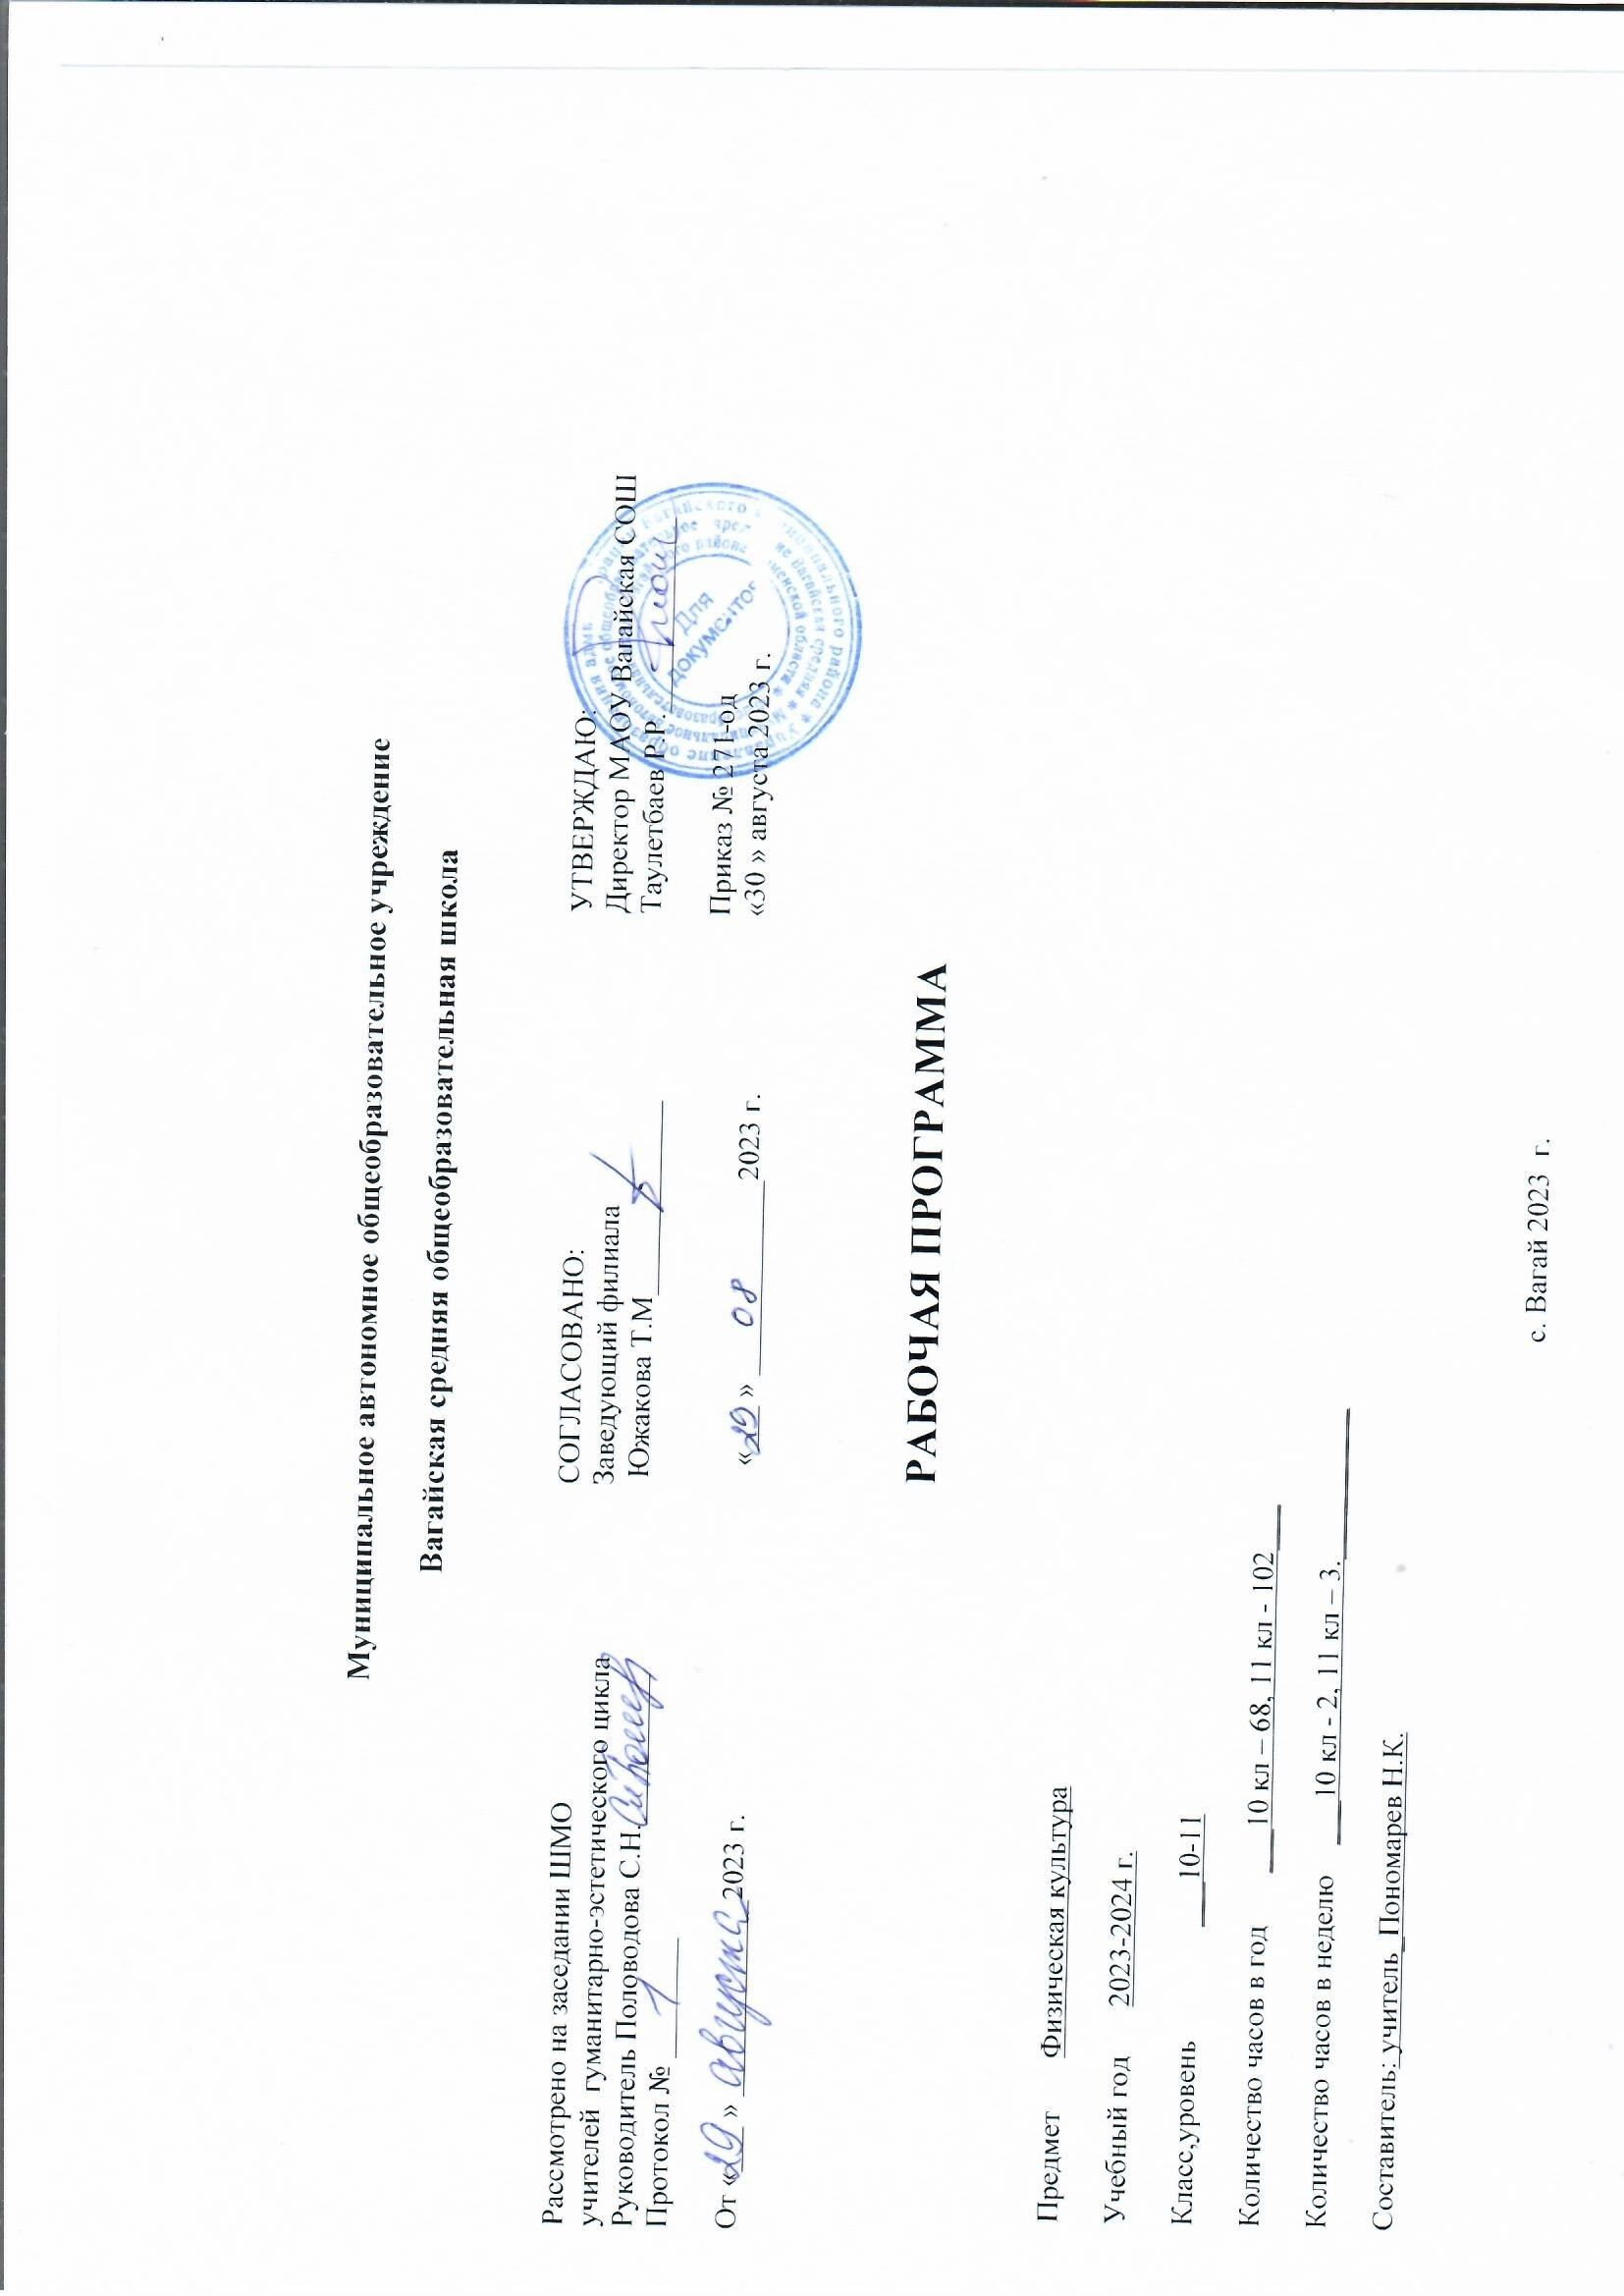 Муниципальное автономное общеобразовательное учреждение
Вагайская средняя общеобразовательная школа
Рассмотрено на заседании ШМО
учителей гуманитарно-эстетического цикла
Руководитель Половодова С.Н.
Протокол № 1
От «29» августа 2023 г.
СОГЛАСОВАНО:
Заведующий филиала
Южакова Т.М
«29» 08 2023 г.
УТВЕРЖДАЮ:
Директор МАОУ Вагайская СОШ
Таулетбаев Р.Р.
Приказ № 271-од
«30 » августа 2023 г.
Для
документов
РАБОЧАЯ ПРОГРАММА
Предмет Физическая культура
Учебный год 2023-2024 г.
Класс,уровень 10-11
Количество часов в год 10 кл – 68, 11 кл - 102
Количество часов в неделю 10 кл - 2, 11 кл – 3.
Составитель: учитель Пономарев Н.К.
с. Вагай 2023 г.